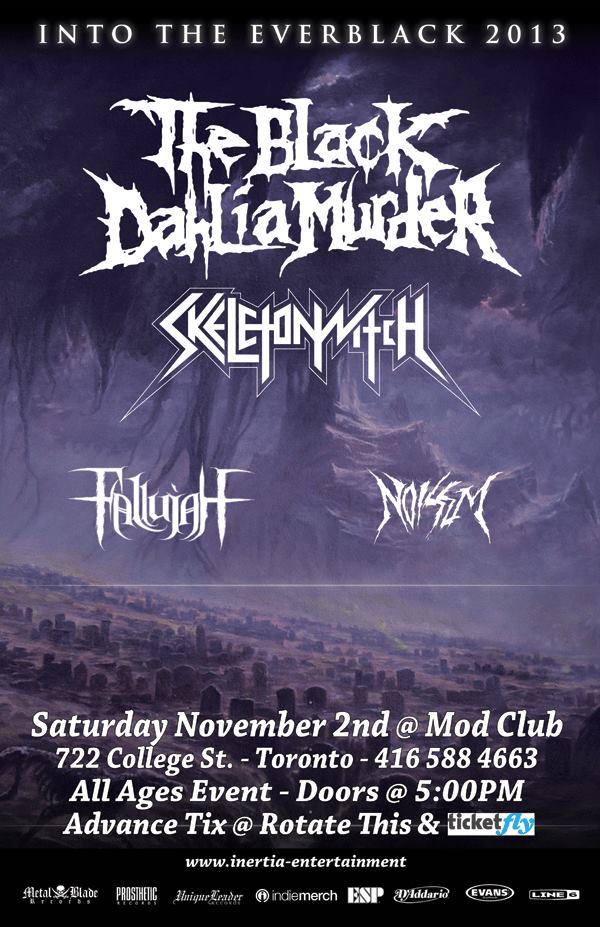 INTO THE EVERBLACK 2013
The Black
Dahlia Murder
SKELETONWITCH
FALLUJAH
NOISEM
Saturday November 2nd @ Mod Club
722 College St. - Toronto - 416 588 4663
All Ages Event - Doors @ 5:00PM
Advance Tix @ Rotate This & ticketfly
www.inertia-entertainment
Metal Blade Records
PROSTHETIC RECORDS
Unique Leader RECORDS
indiemerch
ESP
D'Addario
EVANS
LINE 6